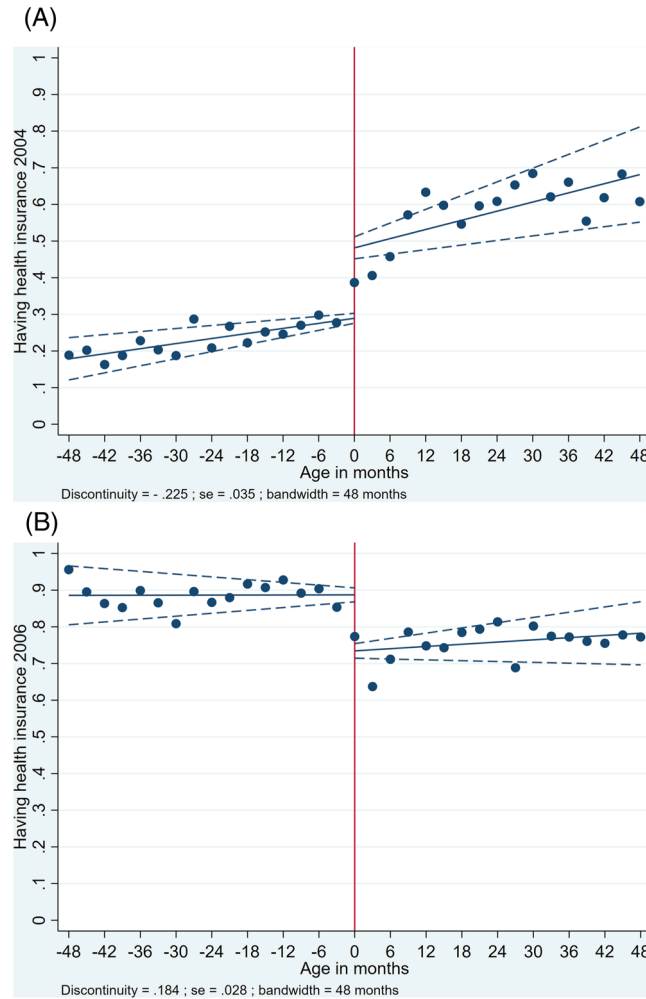 (A)
Having health insurance 2004
1
.9
.8
.7
.6
.5
.4
.3
.2
.1
0
-48 -42 -36 -30 -24 -18 -12 -6 0 6 12 18 24 30 36 42 48
Age in months
Discontinuity = - .225 ; se = .035 ; bandwidth = 48 months
(B)
Having health insurance 2006
1
.9
.8
.7
.6
.5
.4
.3
.2
.1
0
-48 -42 -36 -30 -24 -18 -12 -6 0 6 12 18 24 30 36 42 48
Age in months
Discontinuity = .184 ; se = .028 ; bandwidth = 48 months